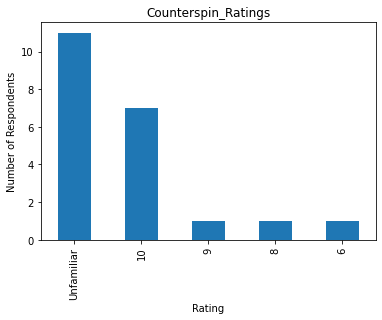 Counterspin_Ratings
Number of Respondents
10
8
6
4
2
0
Unfamiliar
10
9
8
6
Rating